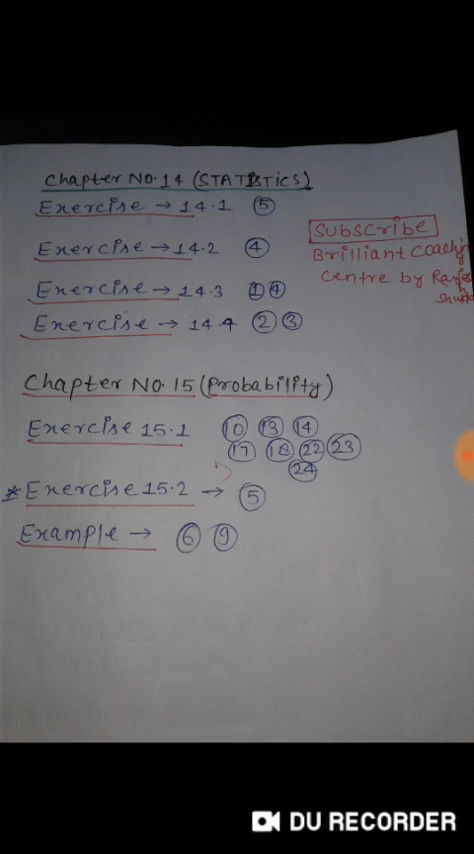 Chapter No. 14 (STATISTICS)
Exercise → 14.1 5
Subscribe
Exercise → 14.2 4
Brilliant Coaching
Centre by
Exercise → 14.3 1 4
Exercise → 14.4 2 3
Chapter No. 15 (Probability)
Exercise 15.1 10 13 14
17 18 22 23
24
*Exercise 15.2 → 5
Example → 6 9
DU RECORDER